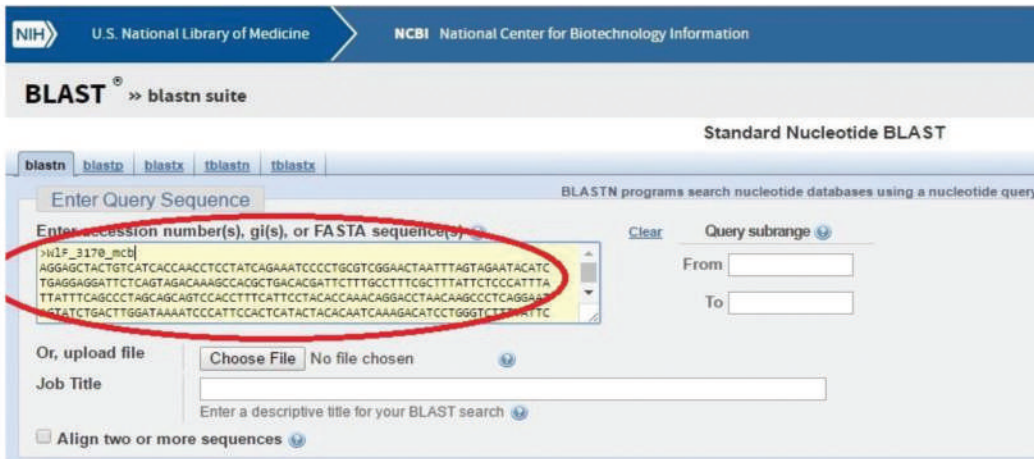 NIH U.S. National Library of Medicine NCBI National Center for Biotechnology Information
BLAST ® » blastn suite
Standard Nucleotide BLAST
blastn blastp blastx tblastn tblastx
Enter Query Sequence
BLASTN programs search nucleotide databases using a nucleotide query
Enter accession number(s), gi(s), or FASTA sequence(s)
Clear
Query subrange
>WlF_3170_mcb
AGGAGCTACTGTCATCACCAACCTCCTATCAGAAATCCCCTGCGTCGGAACTAATTTAGTAGAATACATC
TGAGGAGGATTCTCAGTAGACAAAGCCACGCTGACACGATTCTTTGCCTTTCGCTTTATTCTCCCATTTA
TTATTTCAGCCCTAGCAGCAGTCCACCTTTCATTCCTACACCAAACAGGACCTAACAAGCCCTCAGGAAT
From
To
Or, upload file
Choose File No file chosen
Job Title
Enter a descriptive title for your BLAST search
Align two or more sequences